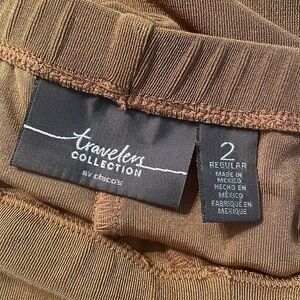 travelers
COLLECTION
BY chico's
2
REGULAR
MADE IN
MEXICO
HECHO EN
MÉXICO
FABRIQUÉ EN
MEXIQUE